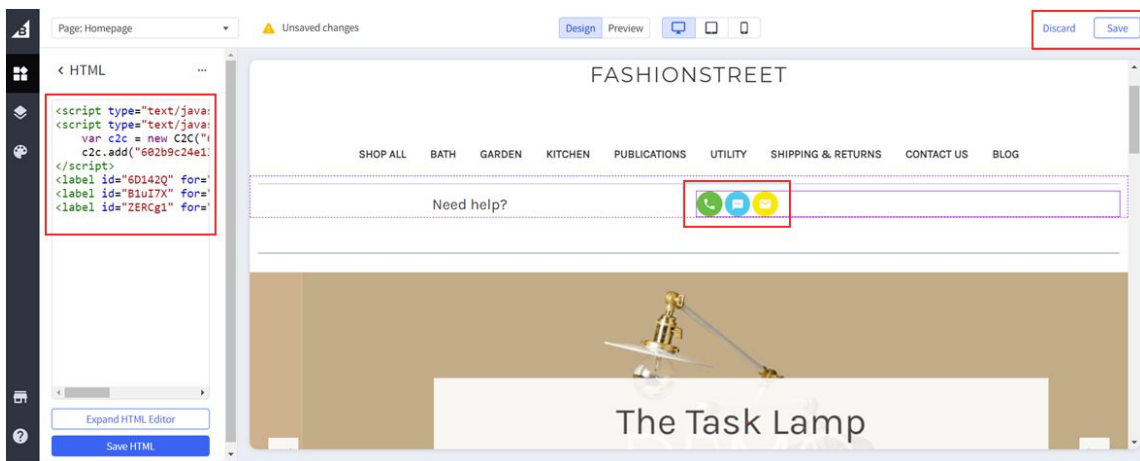 Page: Homepage
Unsaved changes
Design
Preview
Discard
Save
HTML
<script type="text/java
<script type="text/java
var c2c = new C2C("
c2c.add("602b9c24e1
</script>
<label id="6D142Q" for=
<label id="B1uI7X" for=
<label id="ZERCg1" for=
Expand HTML Editor
Save HTML
FASHIONSTREET
SHOP ALL BATH GARDEN KITCHEN PUBLICATIONS UTILITY SHIPPING & RETURNS CONTACT US BLOG
Need help?
The Task Lamp